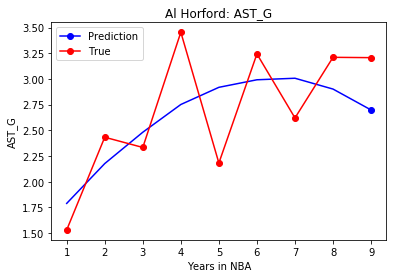 Al Horford: AST_G
Prediction
True
AST_G
3.50
3.25
3.00
2.75
2.50
2.25
2.00
1.75
1.50
1 2 3 4 5 6 7 8 9
Years in NBA